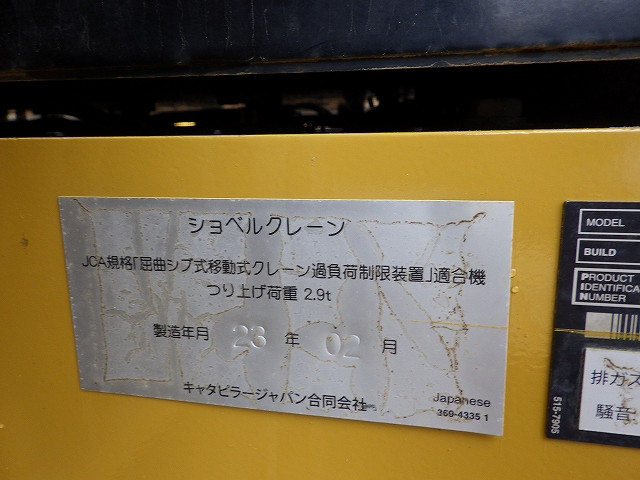 ショベルクレーン
JCA規格「屈曲ジブ式移動式クレーン過負荷制限装置」適合機
つり上げ荷重 2.9t
製造年月 23 年 02 月
キャタピラージャパン合同会社
Japanese
369-4335 1
MODEL
BUILD
PRODUCT
IDENTIFICA
NUMBER
排ガス
騒音
515-7905